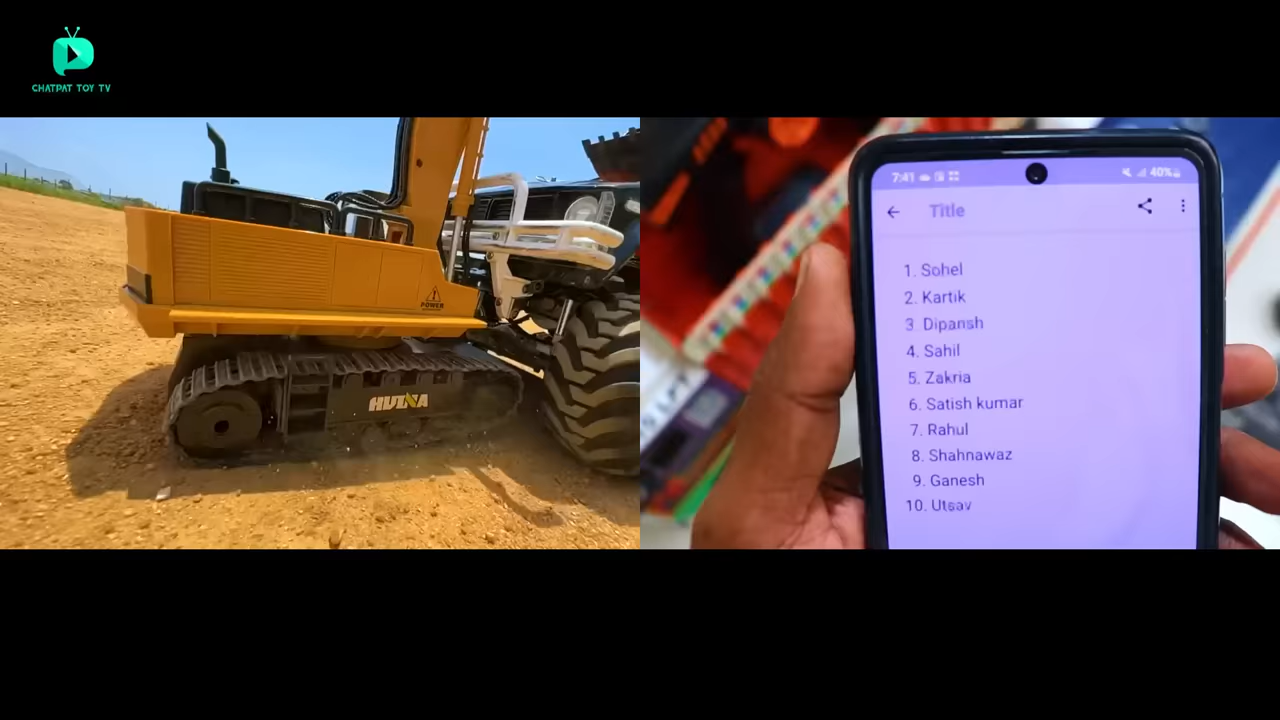 CHATPAT TOY TV
POWER
HUINA
7:41
40%
Title
1. Sohel
2. Kartik
3. Dipansh
4. Sahil
5. Zakria
6. Satish kumar
7. Rahul
8. Shahnawaz
9. Ganesh
10. Utsav